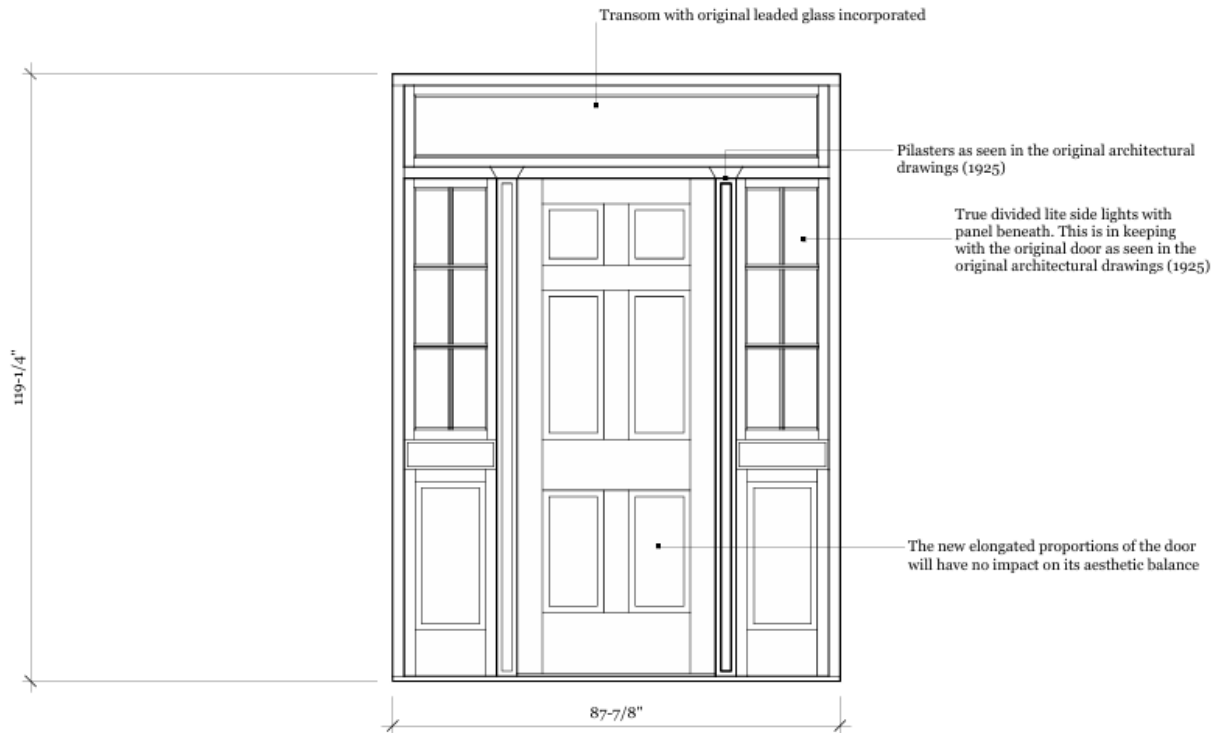 Transom with original leaded glass incorporated
Pilasters as seen in the original architectural
drawings (1925)
True divided lite side lights with
panel beneath. This is in keeping
with the original door as seen in the
original architectural drawings (1925)
119-1/4"
The new elongated proportions of the door
will have no impact on its aesthetic balance
87-7/8"